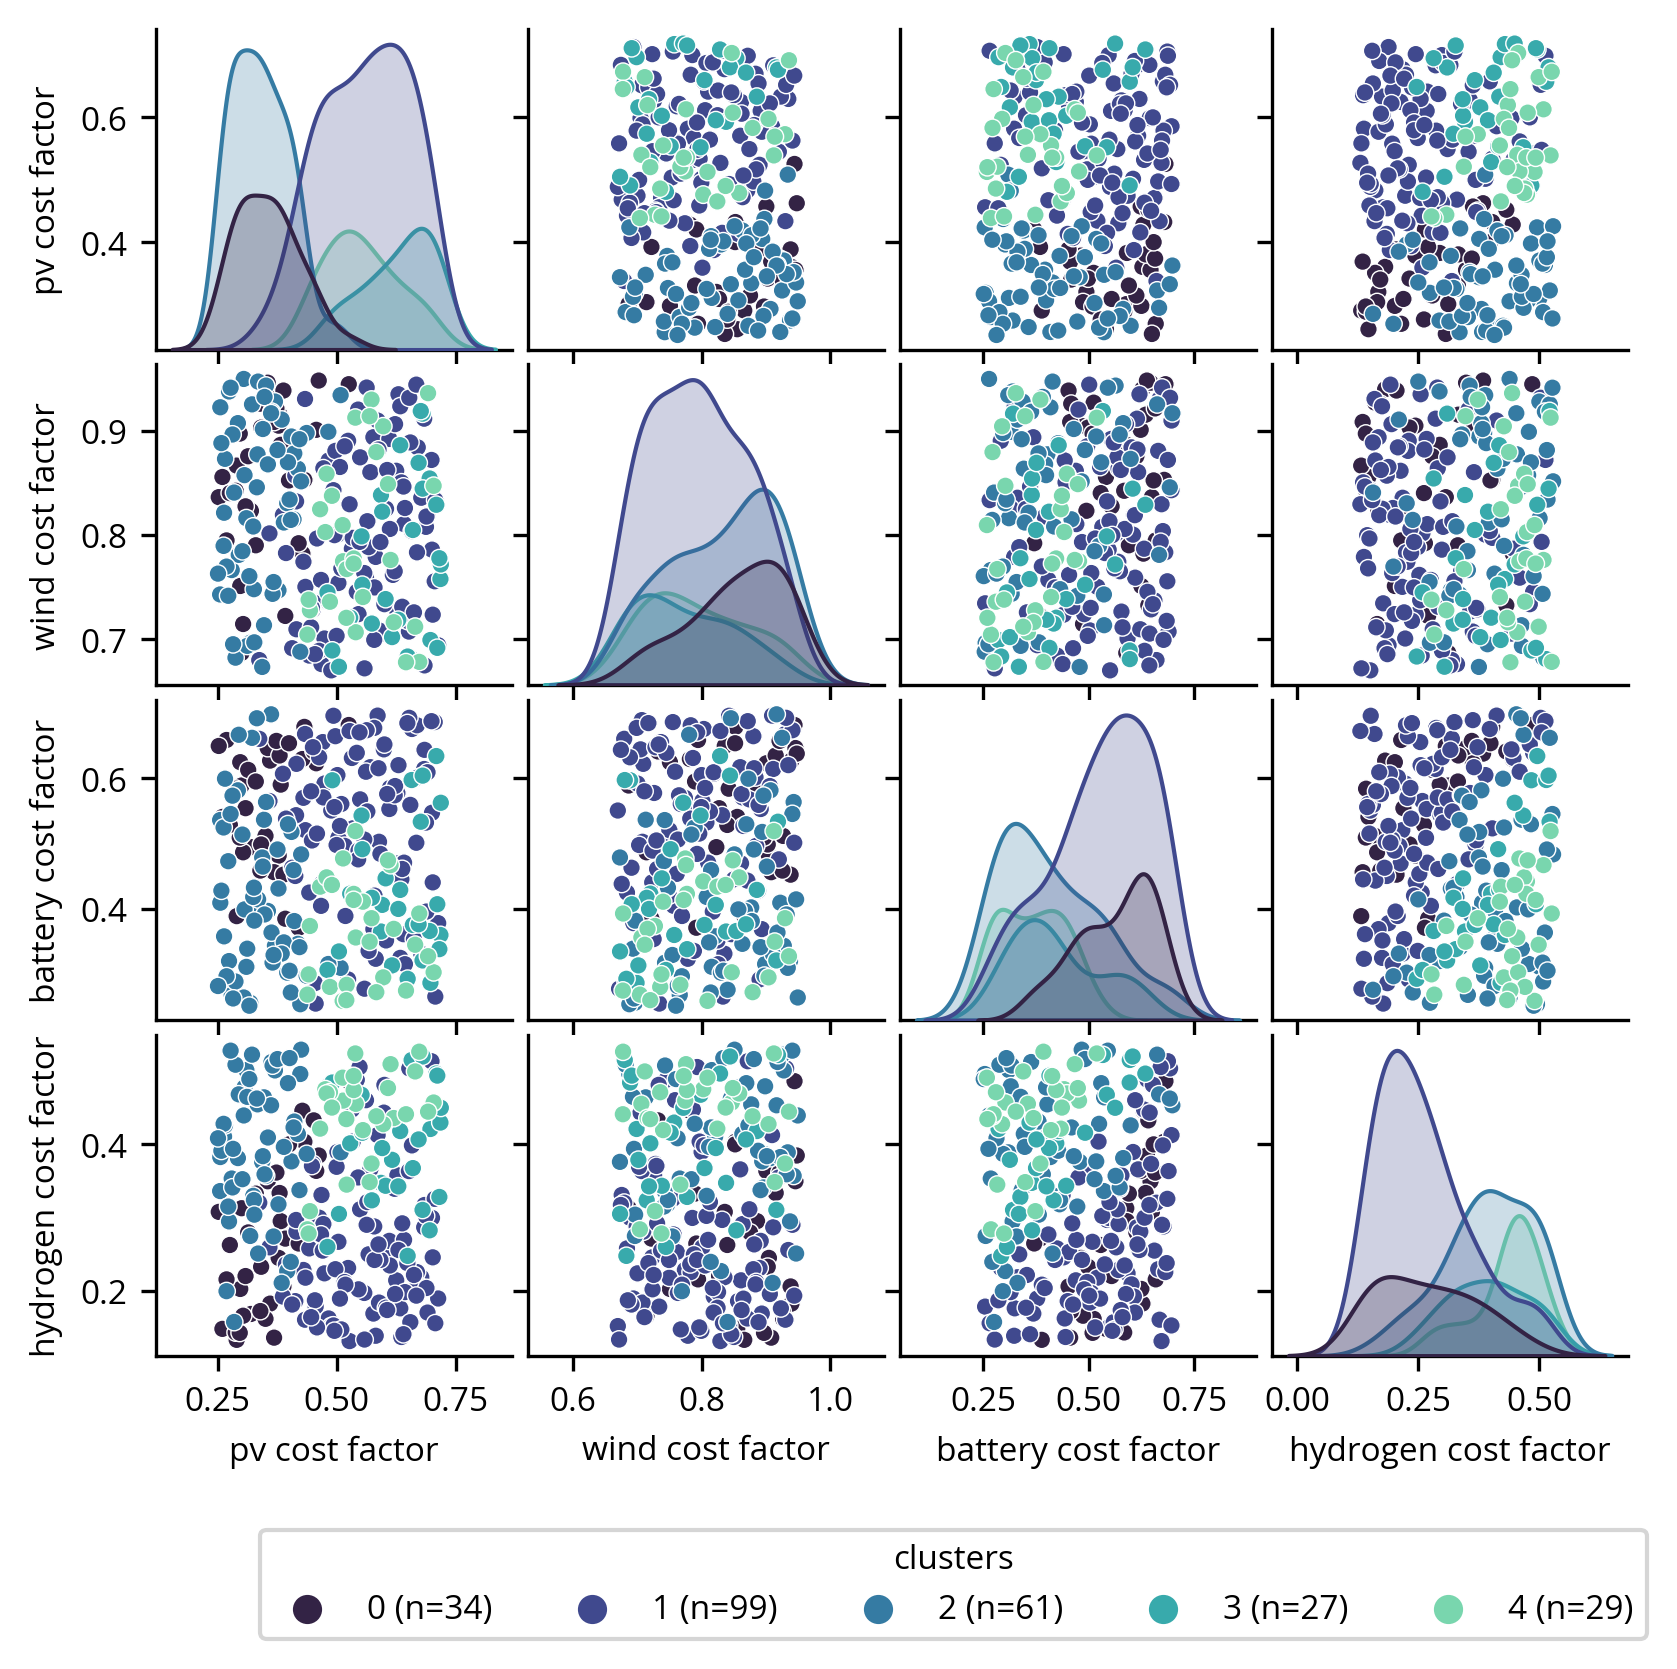 pv cost factor
0.6
0.4
wind cost factor
0.9
0.8
0.7
battery cost factor
0.6
0.4
hydrogen cost factor
0.4
0.2
0.25 0.50 0.75
0.6 0.8 1.0
0.25 0.50 0.75
0.00 0.25 0.50
pv cost factor
wind cost factor
battery cost factor
hydrogen cost factor
clusters
0 (n=34)
1 (n=99)
2 (n=61)
3 (n=27)
4 (n=29)